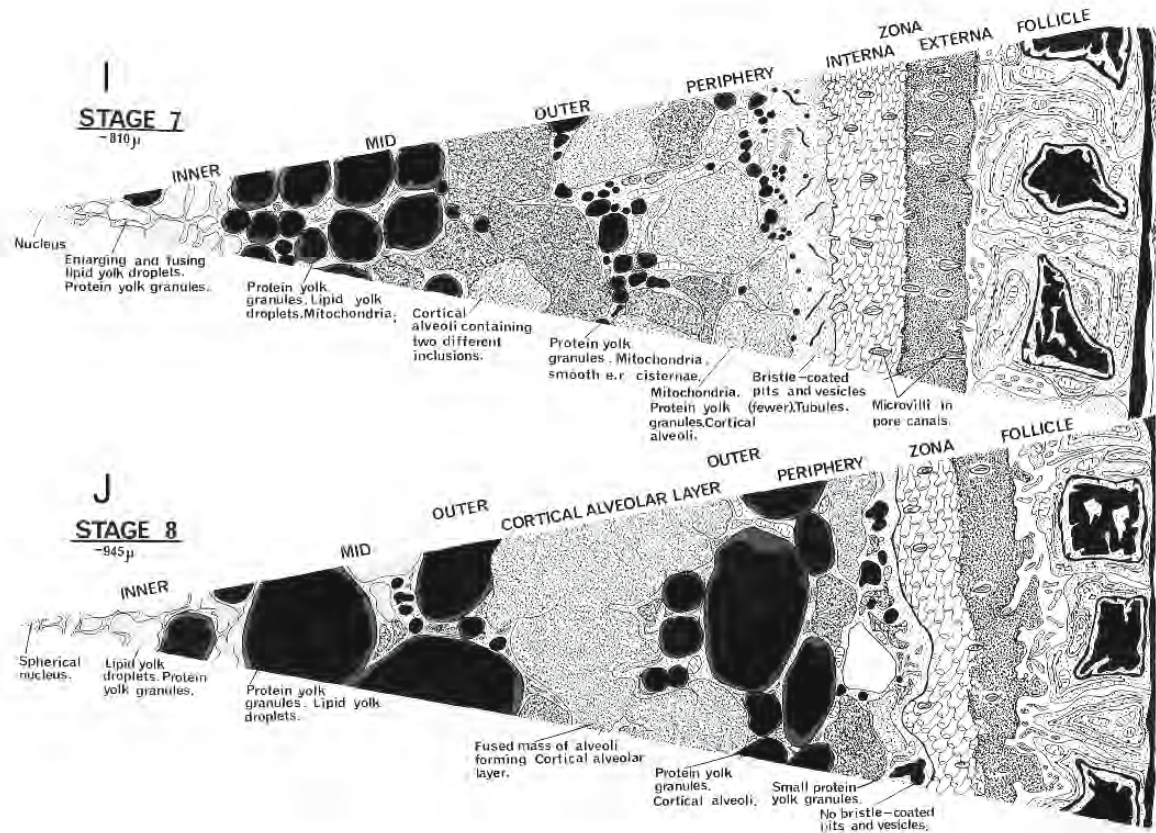 I
STAGE 7
~810µ
INNER
MID
OUTER
PERIPHERY
ZONA
INTERNA
EXTERNA
FOLLICLE
Nucleus
Enlarging and fusing
lipid yolk droplets.
Protein yolk granules.
Protein yolk
granules. Lipid yolk
droplets.Mitochondria.
Cortical
alveoli containing
two different
inclusions.
Protein yolk
granules. Mitochondria
smooth e.r cisternae.
Mitochondria.
Protein yolk
granules.Cortical
alveoli.
Bristle-coated
pits and vesicles
(fewer).Tubules.
Microvilli in
pore canals.
J
STAGE 8
~945µ
INNER
MID
OUTER
CORTICAL ALVEOLAR LAYER
OUTER
PERIPHERY
ZONA
FOLLICLE
Spherical
nucleus.
Lipid yolk
droplets. Protein
yolk granules.
Protein yolk
granules. Lipid yolk
droplets.
Fused mass of alveoli
forming Cortical alveolar
layer.
Protein yolk
granules.
Cortical alveoli.
Small protein
yolk granules.
No bristle-coated
pits and vesicles.